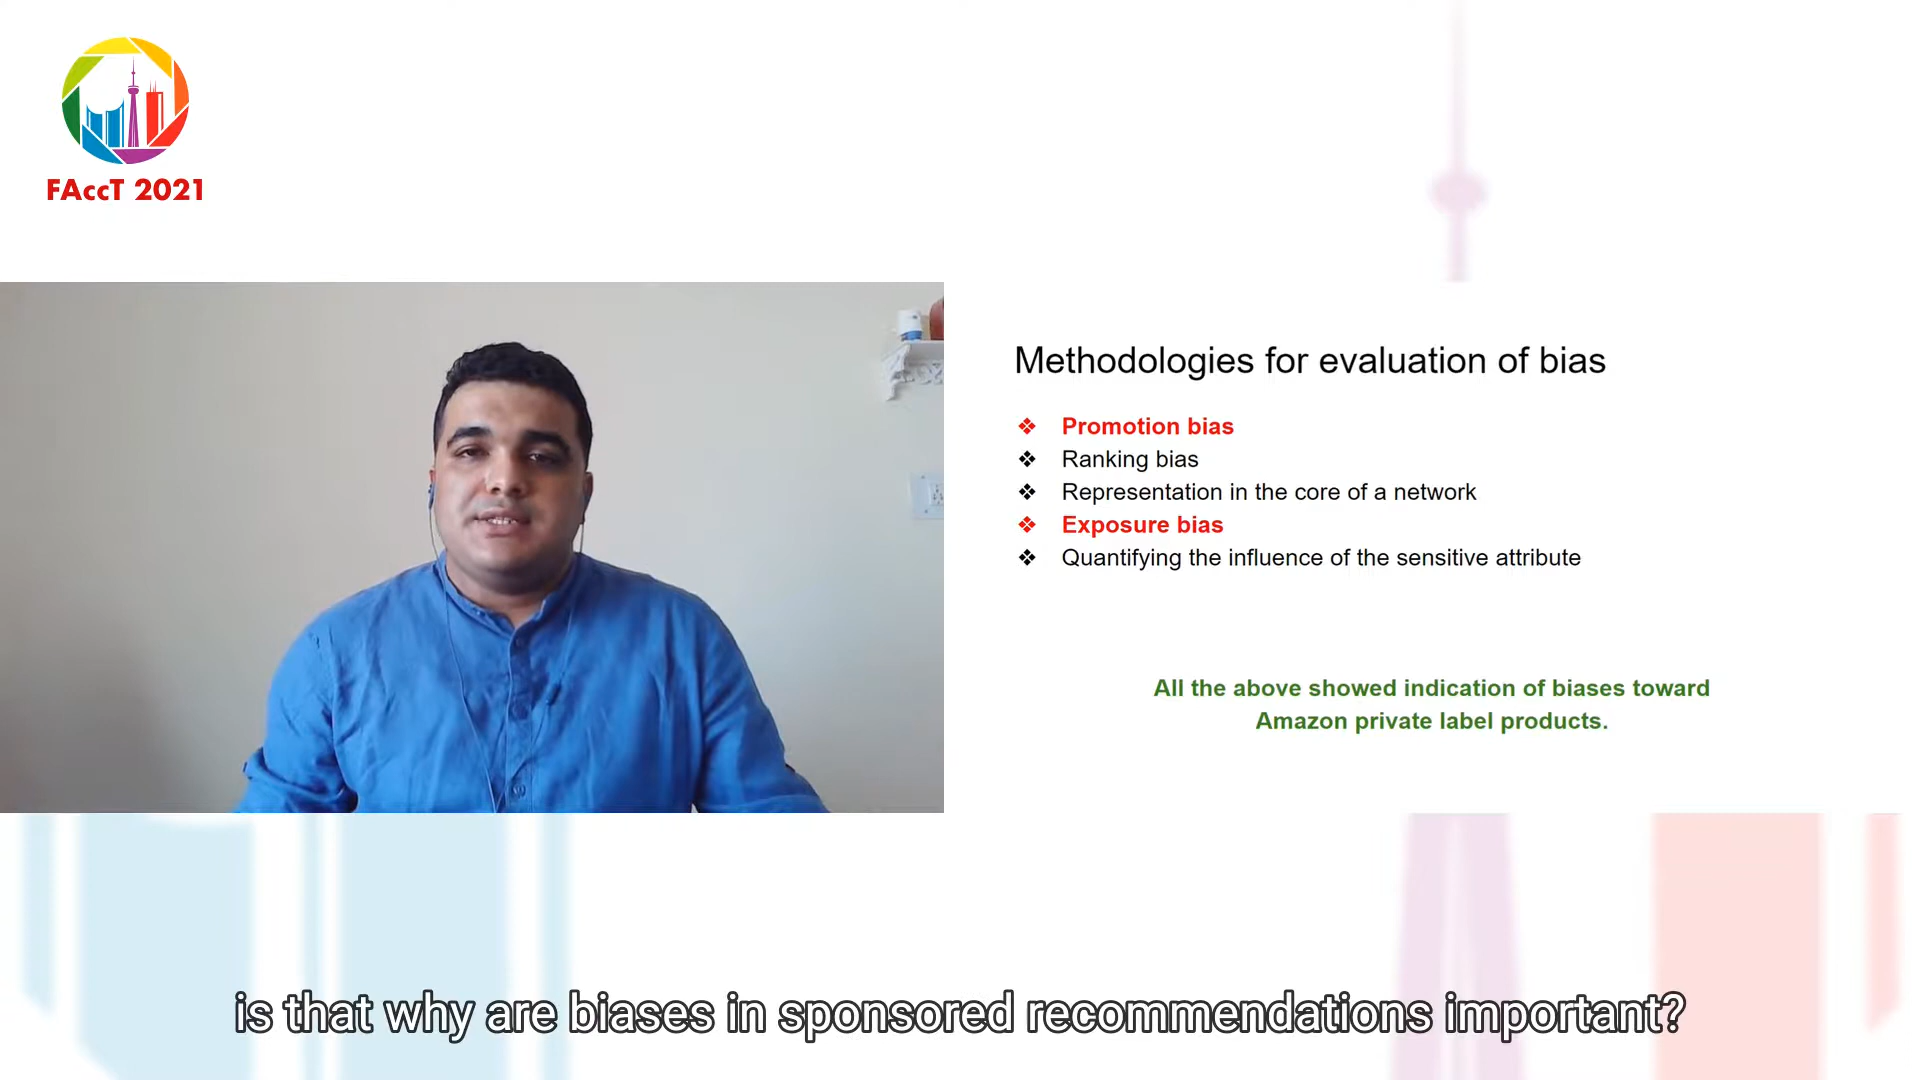 FAccT 2021
Methodologies for evaluation of bias
❖ Promotion bias
❖ Ranking bias
❖ Representation in the core of a network
❖ Exposure bias
❖ Quantifying the influence of the sensitive attribute
All the above showed indication of biases toward
Amazon private label products.
is that why are biases in sponsored recommendations important?